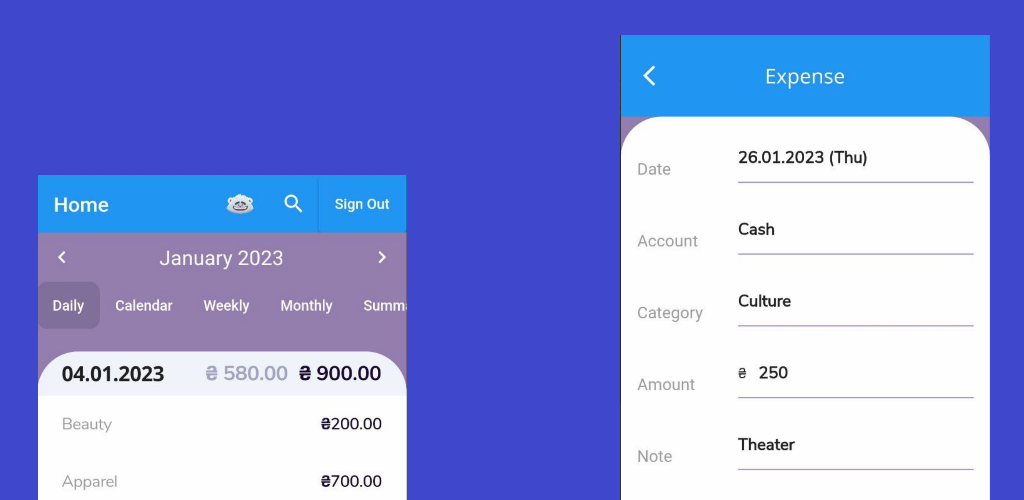 Home
Sign Out
January 2023
Daily Calendar Weekly Monthly Summa
04.01.2023 ₴ 580.00 ₴ 900.00
Beauty ₴200.00
Apparel ₴700.00
Expense
Date 26.01.2023 (Thu)
Account Cash
Category Culture
Amount ₴ 250
Note Theater